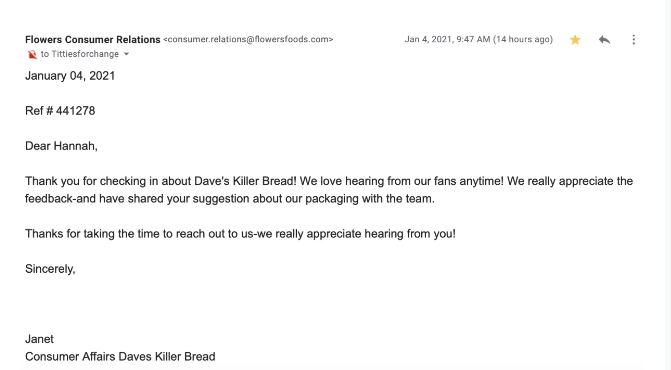 Flowers Consumer Relations <consumer.relations@flowersfoods.com> Jan 4, 2021, 9:47 AM (14 hours ago)
to Tittiesforchange
January 04, 2021
Ref # 441278
Dear Hannah,
Thank you for checking in about Dave's Killer Bread! We love hearing from our fans anytime! We really appreciate the
feedback-and have shared your suggestion about our packaging with the team.
Thanks for taking the time to reach out to us-we really appreciate hearing from you!
Sincerely,
Janet
Consumer Affairs Daves Killer Bread